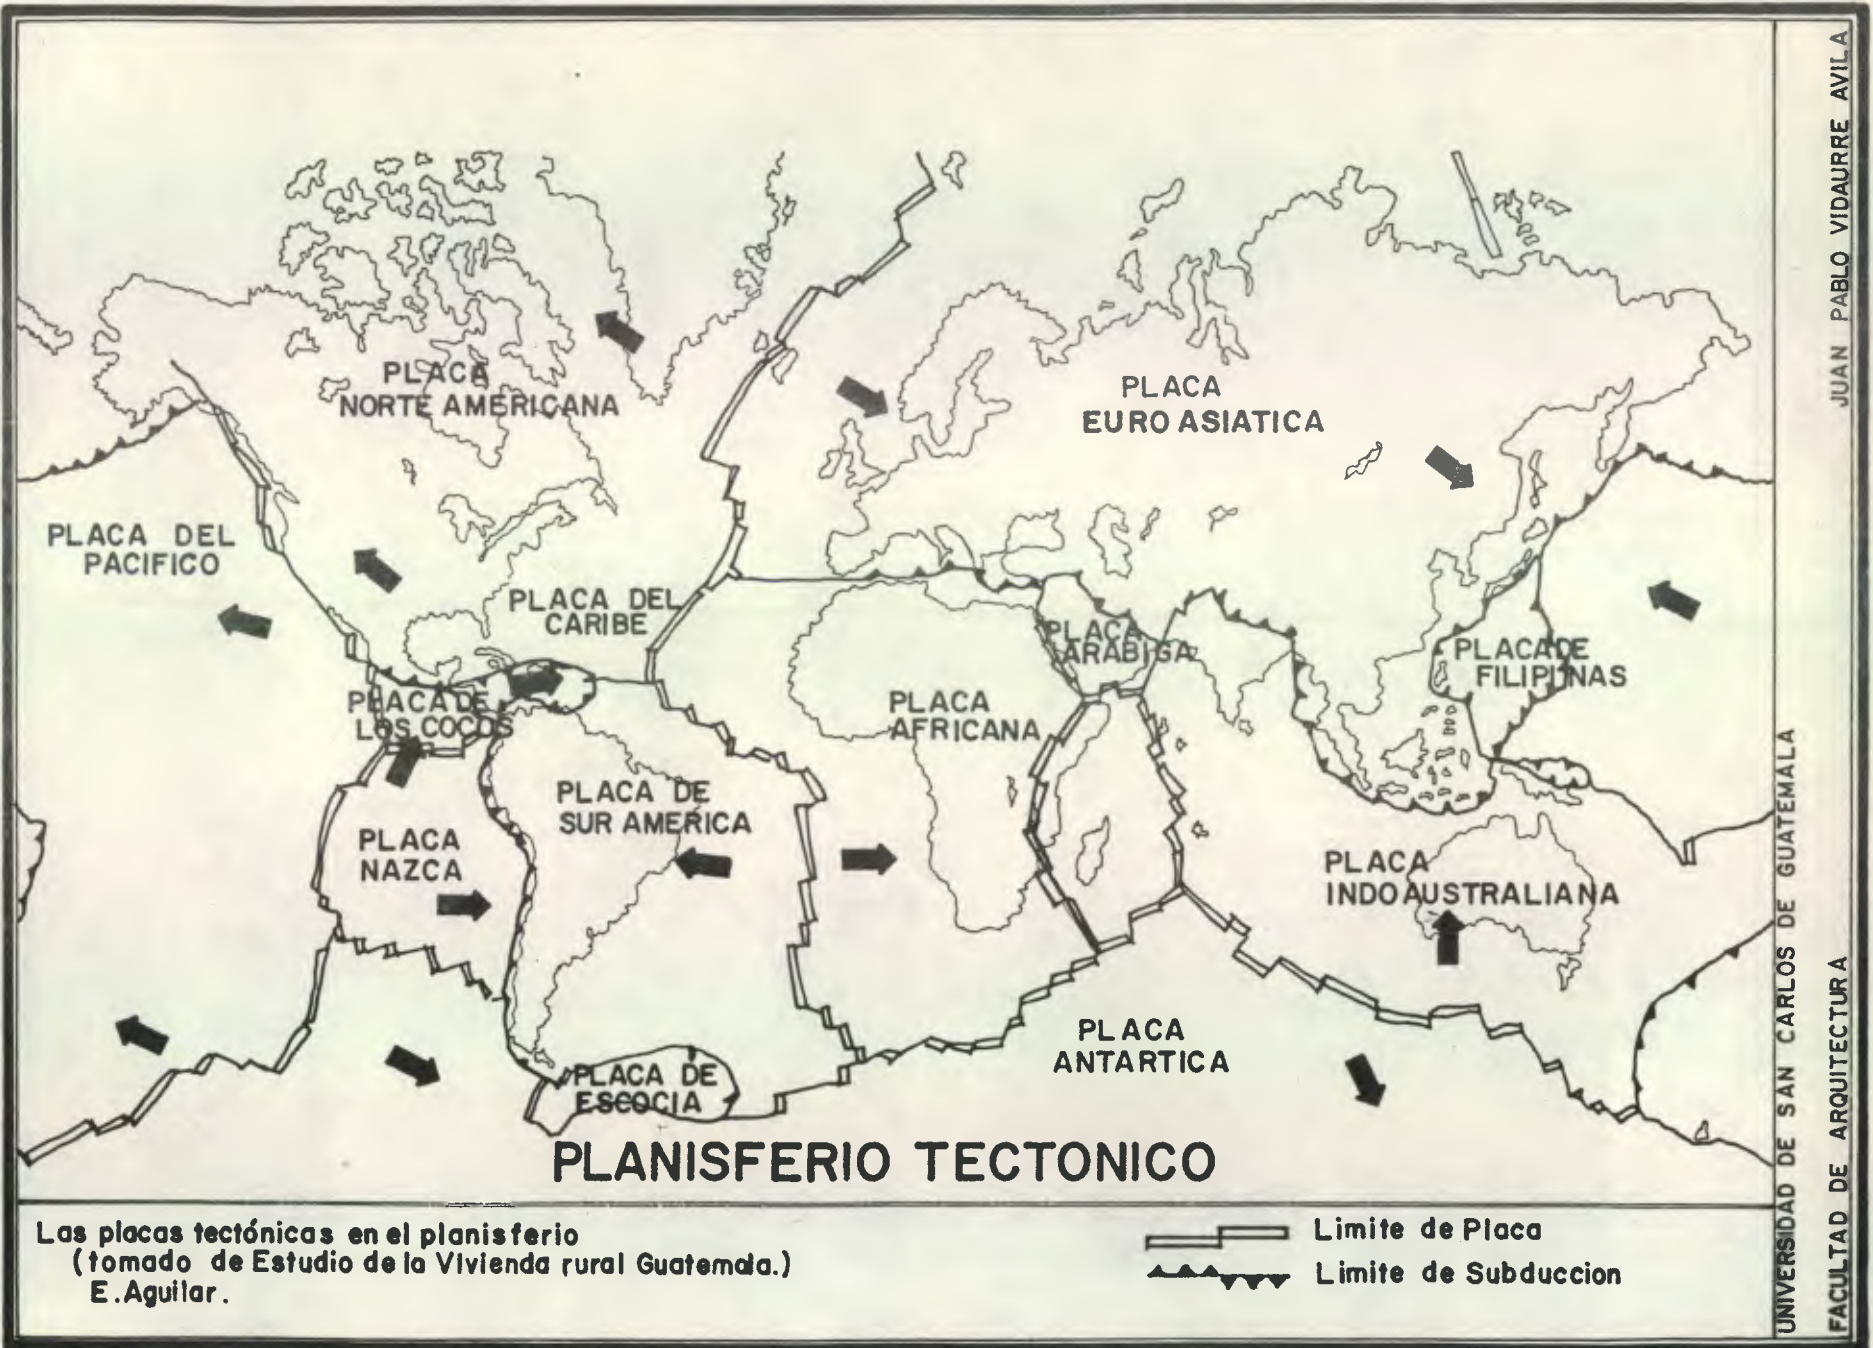 PLACA
NORTE AMERICANA
PLACA
EURO ASIATICA
PLACA DEL
PACIFICO
PLACA DEL
CARIBE
PLACA
ARABIGA
PLACA DE
FILIPINAS
PLACA DE
LOS COCOS
PLACA
AFRICANA
PLACA DE
SUR AMERICA
PLACA
NAZCA
PLACA
INDOAUSTRALIANA
PLACA
ANTARTICA
PLACA DE
ESCOCIA
PLANISFERIO TECTONICO
Las placas tectónicas en el planisferio
(tomado de Estudio de la Vivienda rural Guatemala.)
E. Aguilar.
Limite de Placa
Limite de Subduccion
UNIVERSIDAD DE SAN CARLOS DE GUATEMALA
FACULTAD DE ARQUITECTURA
JUAN PABLO VIDAURRE AVILA